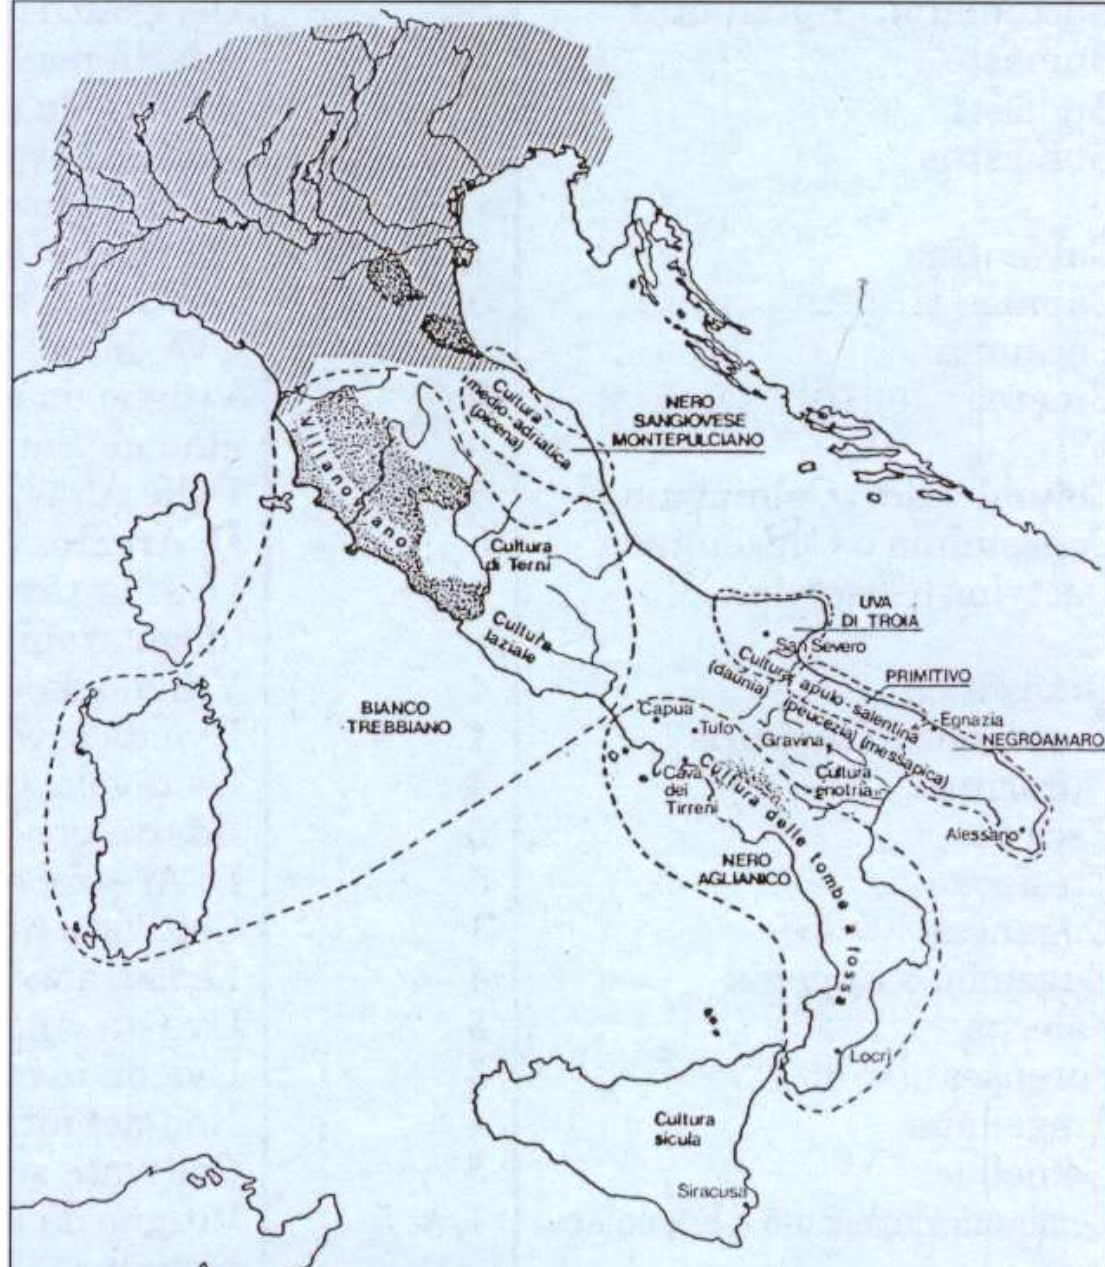 Cultura
medio-adriatica
(picena)
NERO
SANGIOVESE
MONTEPULCIANO
Villanoviano
Cultura
di Terni
Cultura
laziale
UVA
DI TROIA
San Severo
PRIMITIVO
BIANCO
TREBBIANO
Cultura apulo-salentina
(daunia)
(peucezia)
(messapica)
Egnazia
NEGROAMARO
Capua
Tufo
Gravina
Cava
dei
Tirreni
Cultura
enotria
Cultura delle tombe a fossa
Alessano
NERO
AGLIANICO
Locri
Cultura
sicula
Siracusa